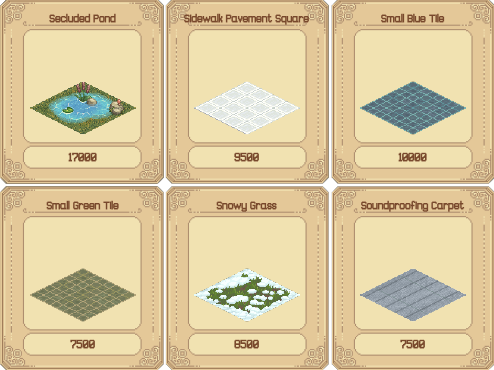 Secluded Pond
Sidewalk Pavement Square
Small Blue Tile
17000
9500
10000
Small Green Tile
Snowy Grass
Soundproofing Carpet
7500
8500
7500